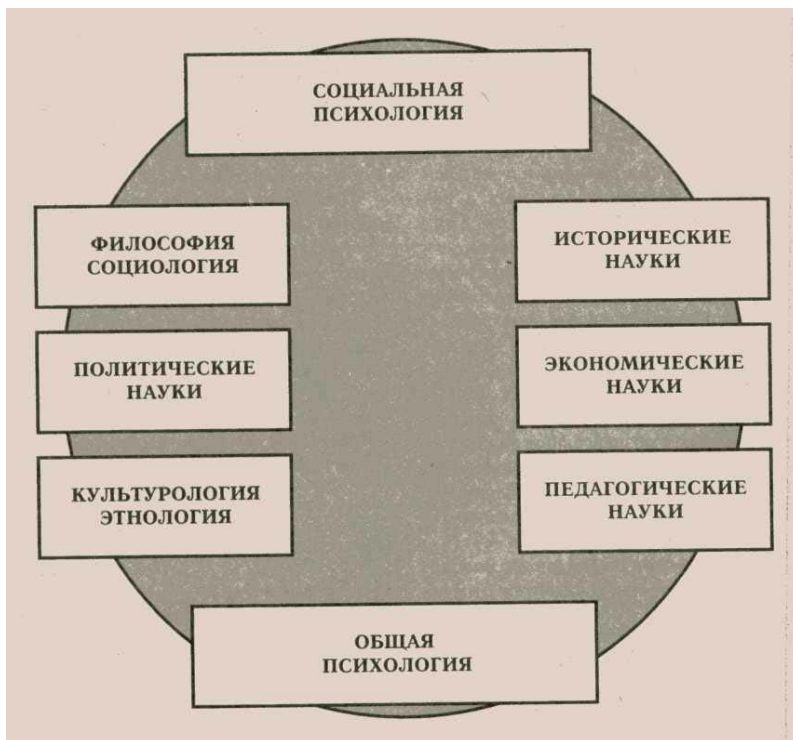 СОЦИАЛЬНАЯ
ПСИХОЛОГИЯ
ФИЛОСОФИЯ
СОЦИОЛОГИЯ
ИСТОРИЧЕСКИЕ
НАУКИ
ПОЛИТИЧЕСКИЕ
НАУКИ
ЭКОНОМИЧЕСКИЕ
НАУКИ
КУЛЬТУРОЛОГИЯ
ЭТНОЛОГИЯ
ПЕДАГОГИЧЕСКИЕ
НАУКИ
ОБЩАЯ
ПСИХОЛОГИЯ